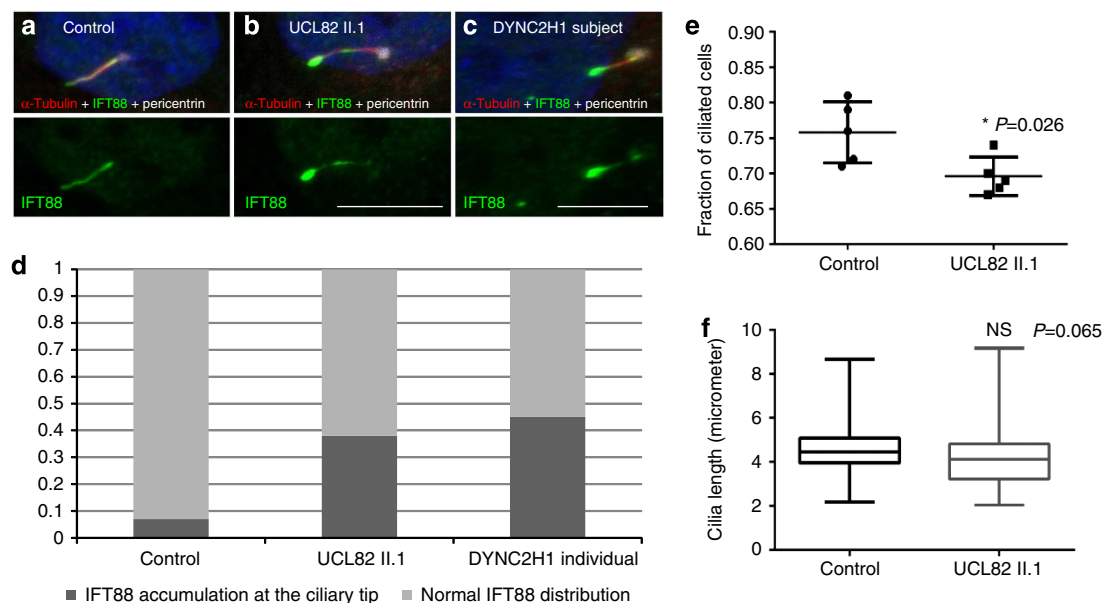 a
Control
α-Tubulin + IFT88 + pericentrin
IFT88
b
UCL82 II.1
α-Tubulin + IFT88 + pericentrin
IFT88
c
DYNC2H1 subject
α-Tubulin + IFT88 + pericentrin
IFT88
d
1
0.9
0.8
0.7
0.6
0.5
0.4
0.3
0.2
0.1
0
Control
UCL82 II.1
DYNC2H1 individual
IFT88 accumulation at the ciliary tip
Normal IFT88 distribution
e
Fraction of ciliated cells
0.90
0.85
0.80
0.75
0.70
0.65
0.60
* P=0.026
Control
UCL82 II.1
f
Cilia length (micrometer)
10
8
6
4
2
0
NS P=0.065
Control
UCL82 II.1